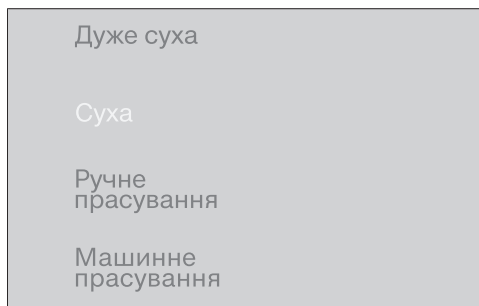 Дуже суха
Суха
Ручне
прасування
Машинне
прасування